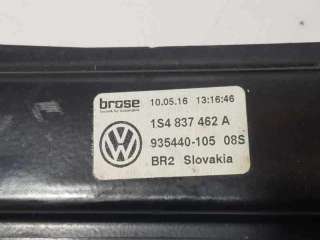 brose 10.05.16 13:16:46
1S4 837 462 A
935440-105 08S
BR2 Slovakia